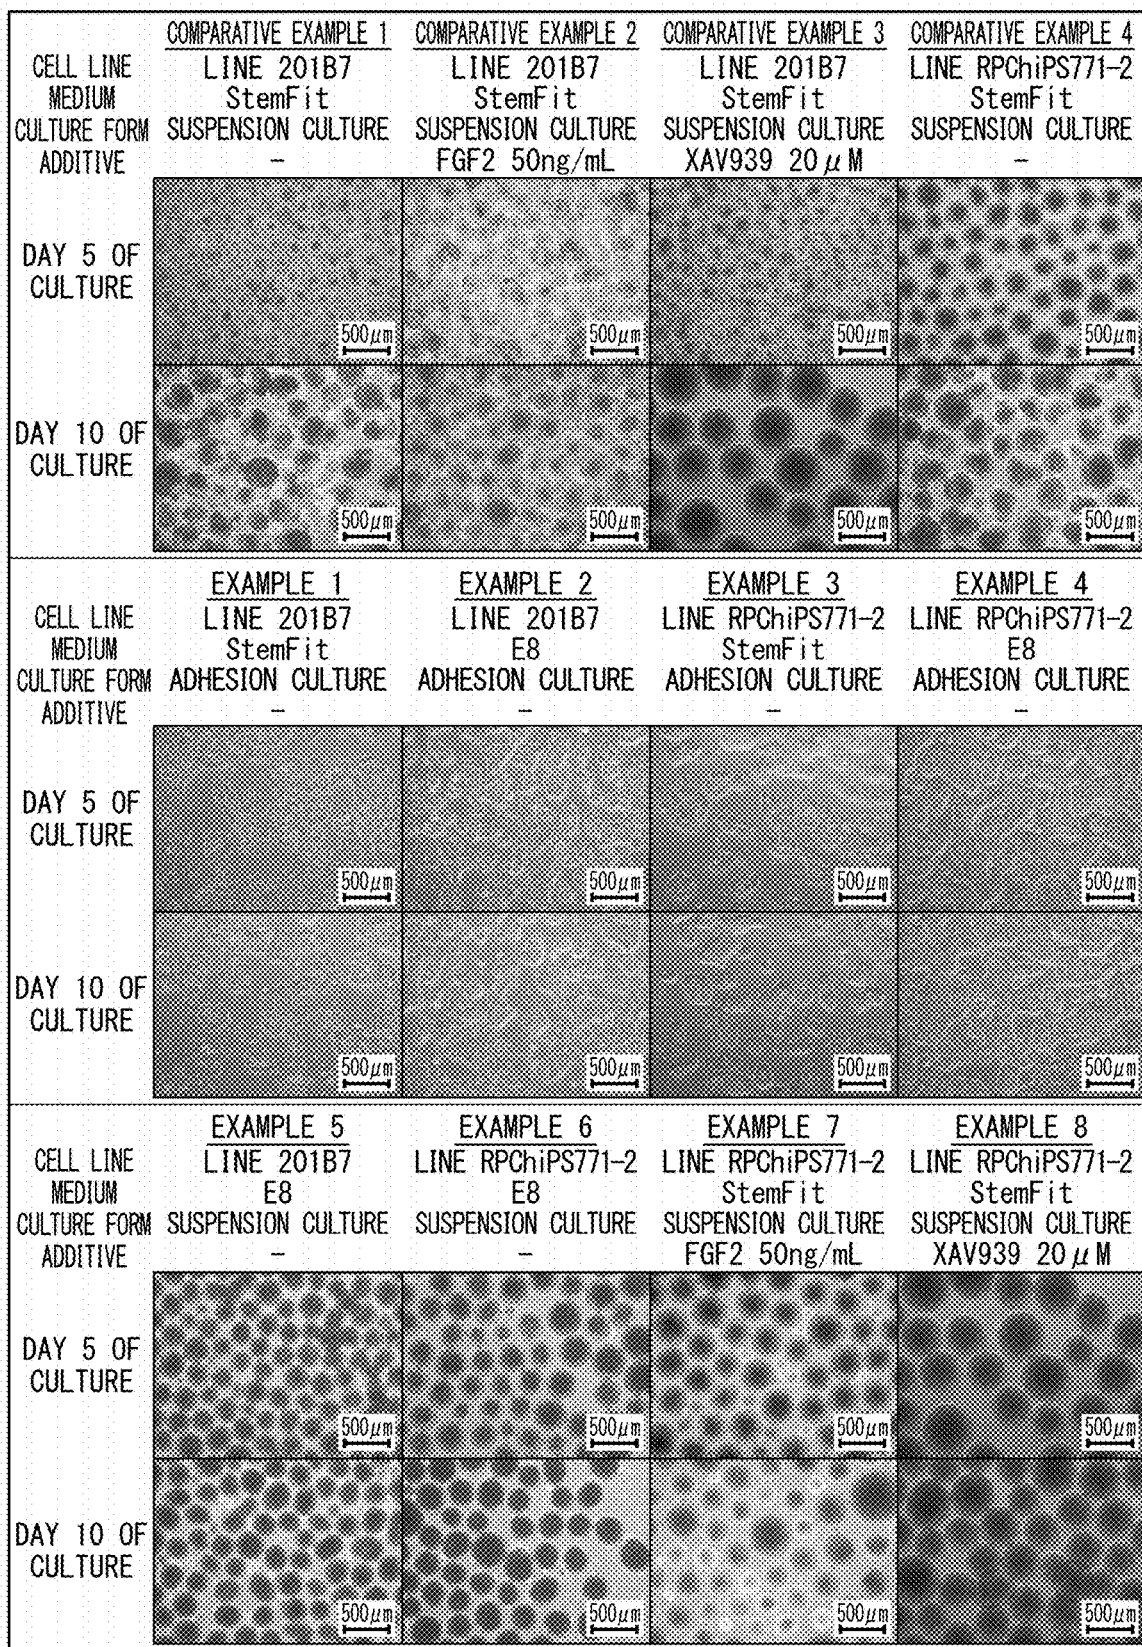 COMPARATIVE EXAMPLE 1 COMPARATIVE EXAMPLE 2 COMPARATIVE EXAMPLE 3 COMPARATIVE EXAMPLE 4
CELL LINE LINE 201B7 LINE 201B7 LINE 201B7 LINE RPChiPS771-2
MEDIUM StemFit StemFit StemFit StemFit
CULTURE FORM SUSPENSION CULTURE SUSPENSION CULTURE SUSPENSION CULTURE SUSPENSION CULTURE
ADDITIVE - FGF2 50ng/mL XAV939 20μM -
DAY 5 OF
CULTURE
500μm 500μm 500μm 500μm
DAY 10 OF
CULTURE
500μm 500μm 500μm 500μm
EXAMPLE 1 EXAMPLE 2 EXAMPLE 3 EXAMPLE 4
CELL LINE LINE 201B7 LINE 201B7 LINE RPChiPS771-2 LINE RPChiPS771-2
MEDIUM StemFit E8 StemFit E8
CULTURE FORM ADHESION CULTURE ADHESION CULTURE ADHESION CULTURE ADHESION CULTURE
ADDITIVE - - - -
DAY 5 OF
CULTURE
500μm 500μm 500μm 500μm
DAY 10 OF
CULTURE
500μm 500μm 500μm 500μm
EXAMPLE 5 EXAMPLE 6 EXAMPLE 7 EXAMPLE 8
CELL LINE LINE 201B7 LINE RPChiPS771-2 LINE RPChiPS771-2 LINE RPChiPS771-2
MEDIUM E8 E8 StemFit StemFit
CULTURE FORM SUSPENSION CULTURE SUSPENSION CULTURE SUSPENSION CULTURE SUSPENSION CULTURE
ADDITIVE - - FGF2 50ng/mL XAV939 20μM
DAY 5 OF
CULTURE
500μm 500μm 500μm 500μm
DAY 10 OF
CULTURE
500μm 500μm 500μm 500μm